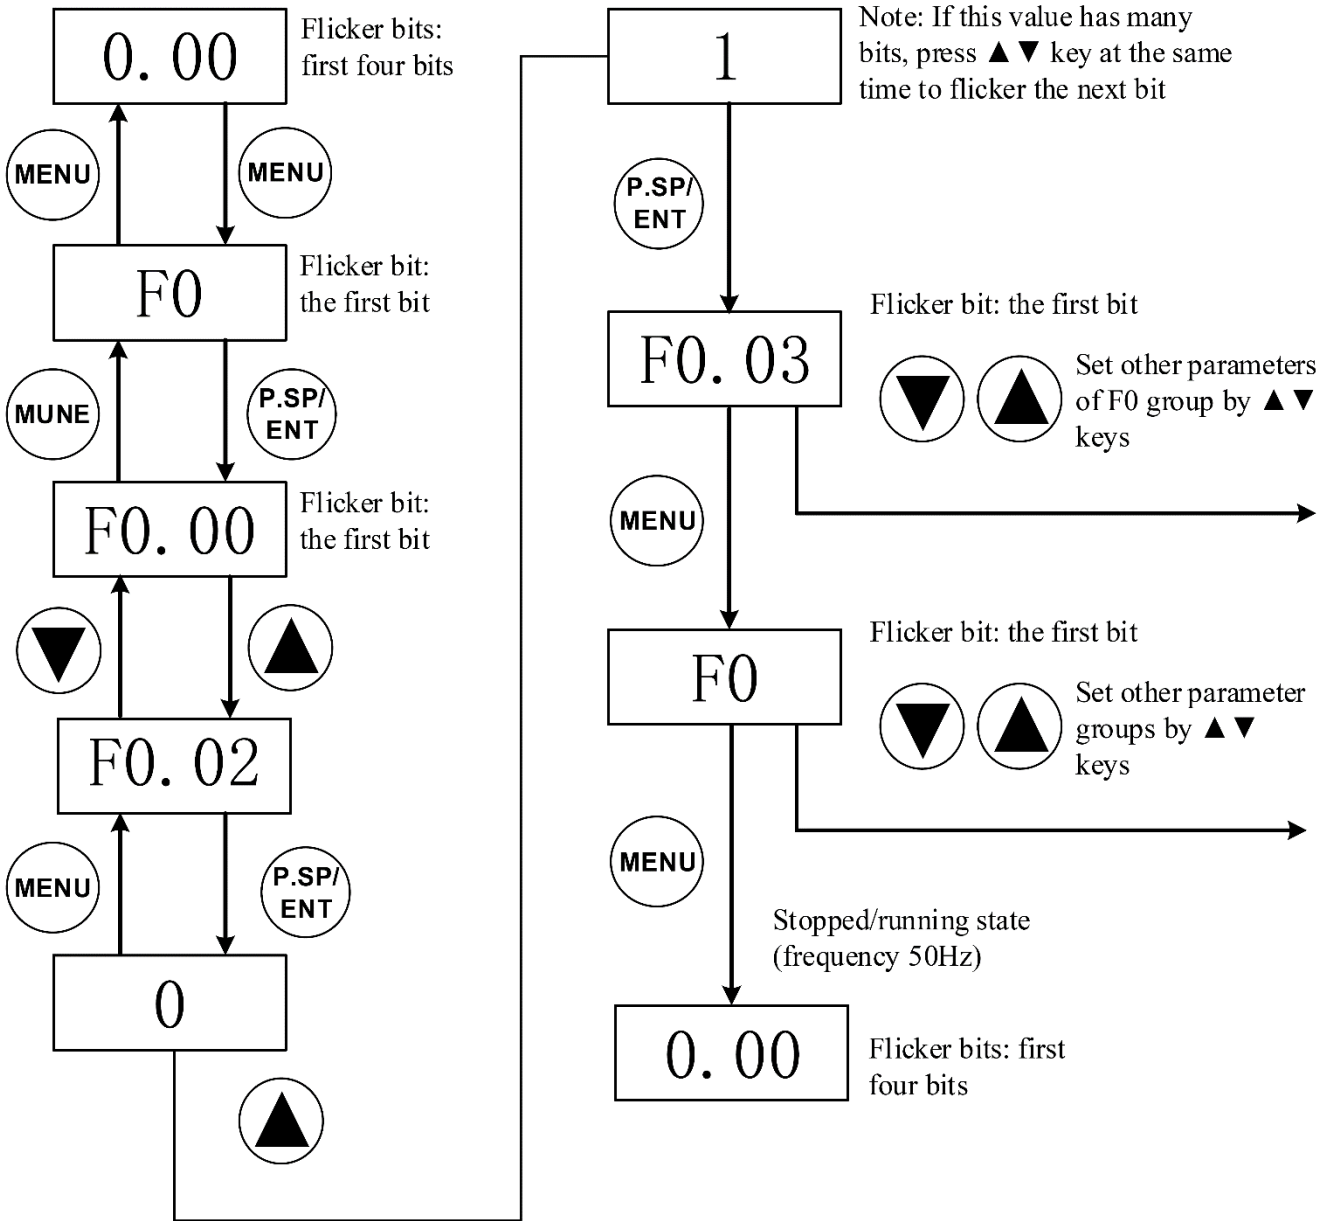 0.00
Flicker bits:
first four bits
MENU
MENU
F0
Flicker bit:
the first bit
MUNE
P.SP/
ENT
F0.00
Flicker bit:
the first bit
▼
▲
F0.02
MENU
P.SP/
ENT
0
▲
1
Note: If this value has many
bits, press ▲▼ key at the same
time to flicker the next bit
P.SP/
ENT
F0.03
Flicker bit: the first bit
▼ ▲
Set other parameters
of F0 group by ▲▼
keys
MENU
F0
Flicker bit: the first bit
▼ ▲
Set other parameter
groups by ▲▼
keys
MENU
Stopped/running state
(frequency 50Hz)
0.00
Flicker bits: first
four bits